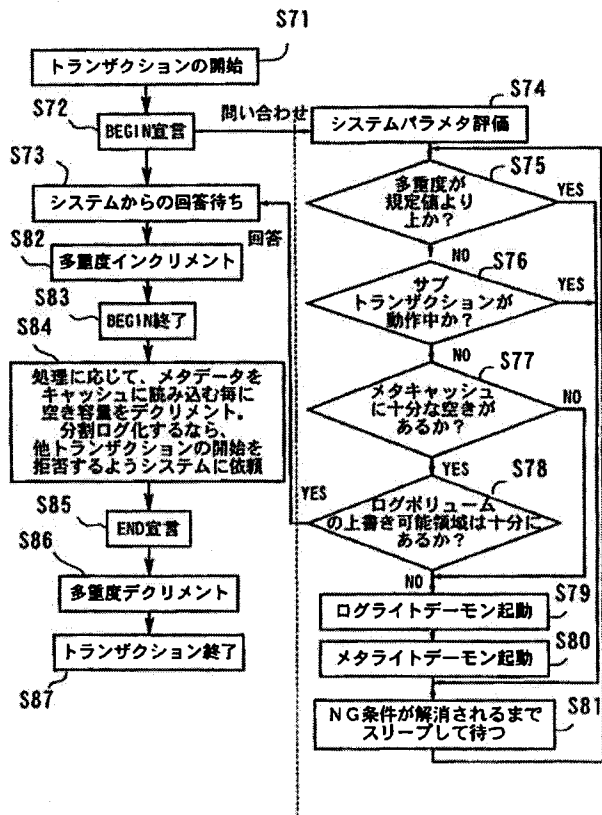 S71
トランザクションの開始
S72
BEGIN宣言
問い合わせ
S73
システムからの回答待ち
回答
S82
多重度インクリメント
S83
BEGIN終了
S84
処理に応じて、メタデータを
キャッシュに読み込む毎に
空き容量をデクリメント。
分割ログ化するなら、
他トランザクションの開始を
拒否するようシステムに依頼
S85
END宣言
S86
多重度デクリメント
トランザクション終了
S87
S74
システムパラメタ評価
S75
多重度が
規定値より
上か?
YES
NO
S76
サブ
トランザクションが
動作中か?
YES
NO
S77
メタキャッシュ
に十分な空きが
あるか?
NO
YES
S78
YES
ログボリューム
の上書き可能領域は十分に
あるか?
NO
S79
ログライトデーモン起動
S80
メタライトデーモン起動
S81
NG条件が解消されるまで
スリープして待つ